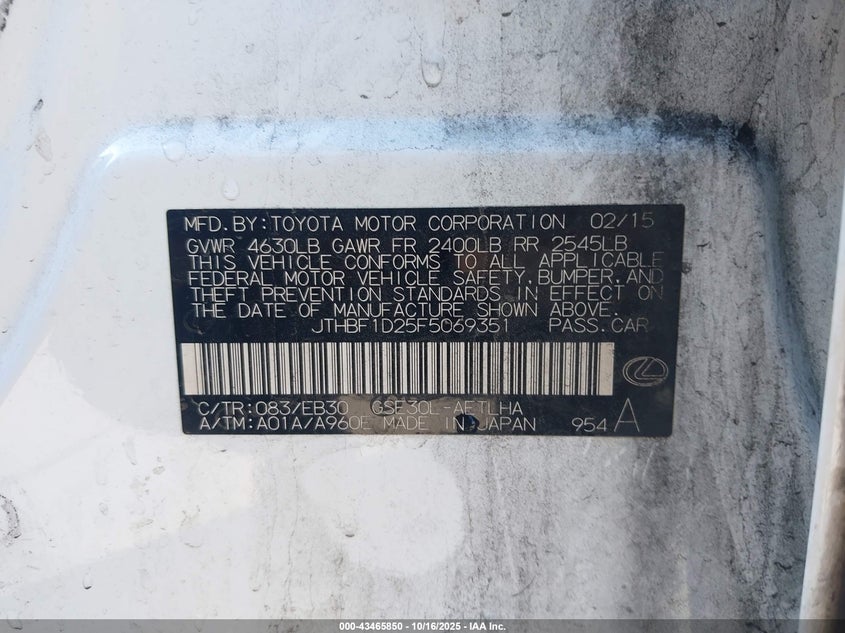 MFD.BY:TOYOTA MOTOR CORPORATION 02/15
GVWR 4630LB GAWR FR 2400LB RR 2545LB
THIS VEHICLE CONFORMS TO ALL APPLICABLE
FEDERAL MOTOR VEHICLE SAFETY,BUMPER,AND
THEFT PREVENTION STANDARDS IN EFFECT ON
THE DATE OF MANUFACTURE SHOWN ABOVE.
JTHBF1D25F5069351 PASS.CAR
C/TR:083/EB30 GSE30L-AETLHA
A/TM:A01A/A960E MADE IN JAPAN 954 A
000-43465850 - 10/16/2025 - IAA Inc.